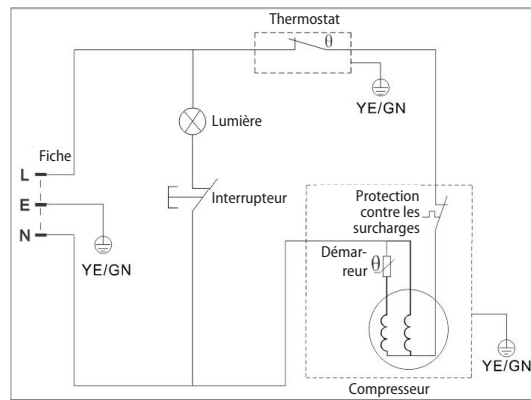 Thermostat
θ
YE/GN
Lumière
Fiche
L
E
N
YE/GN
Interrupteur
Protection
contre les
surcharges
Démar-
reur
θ
YE/GN
Compresseur